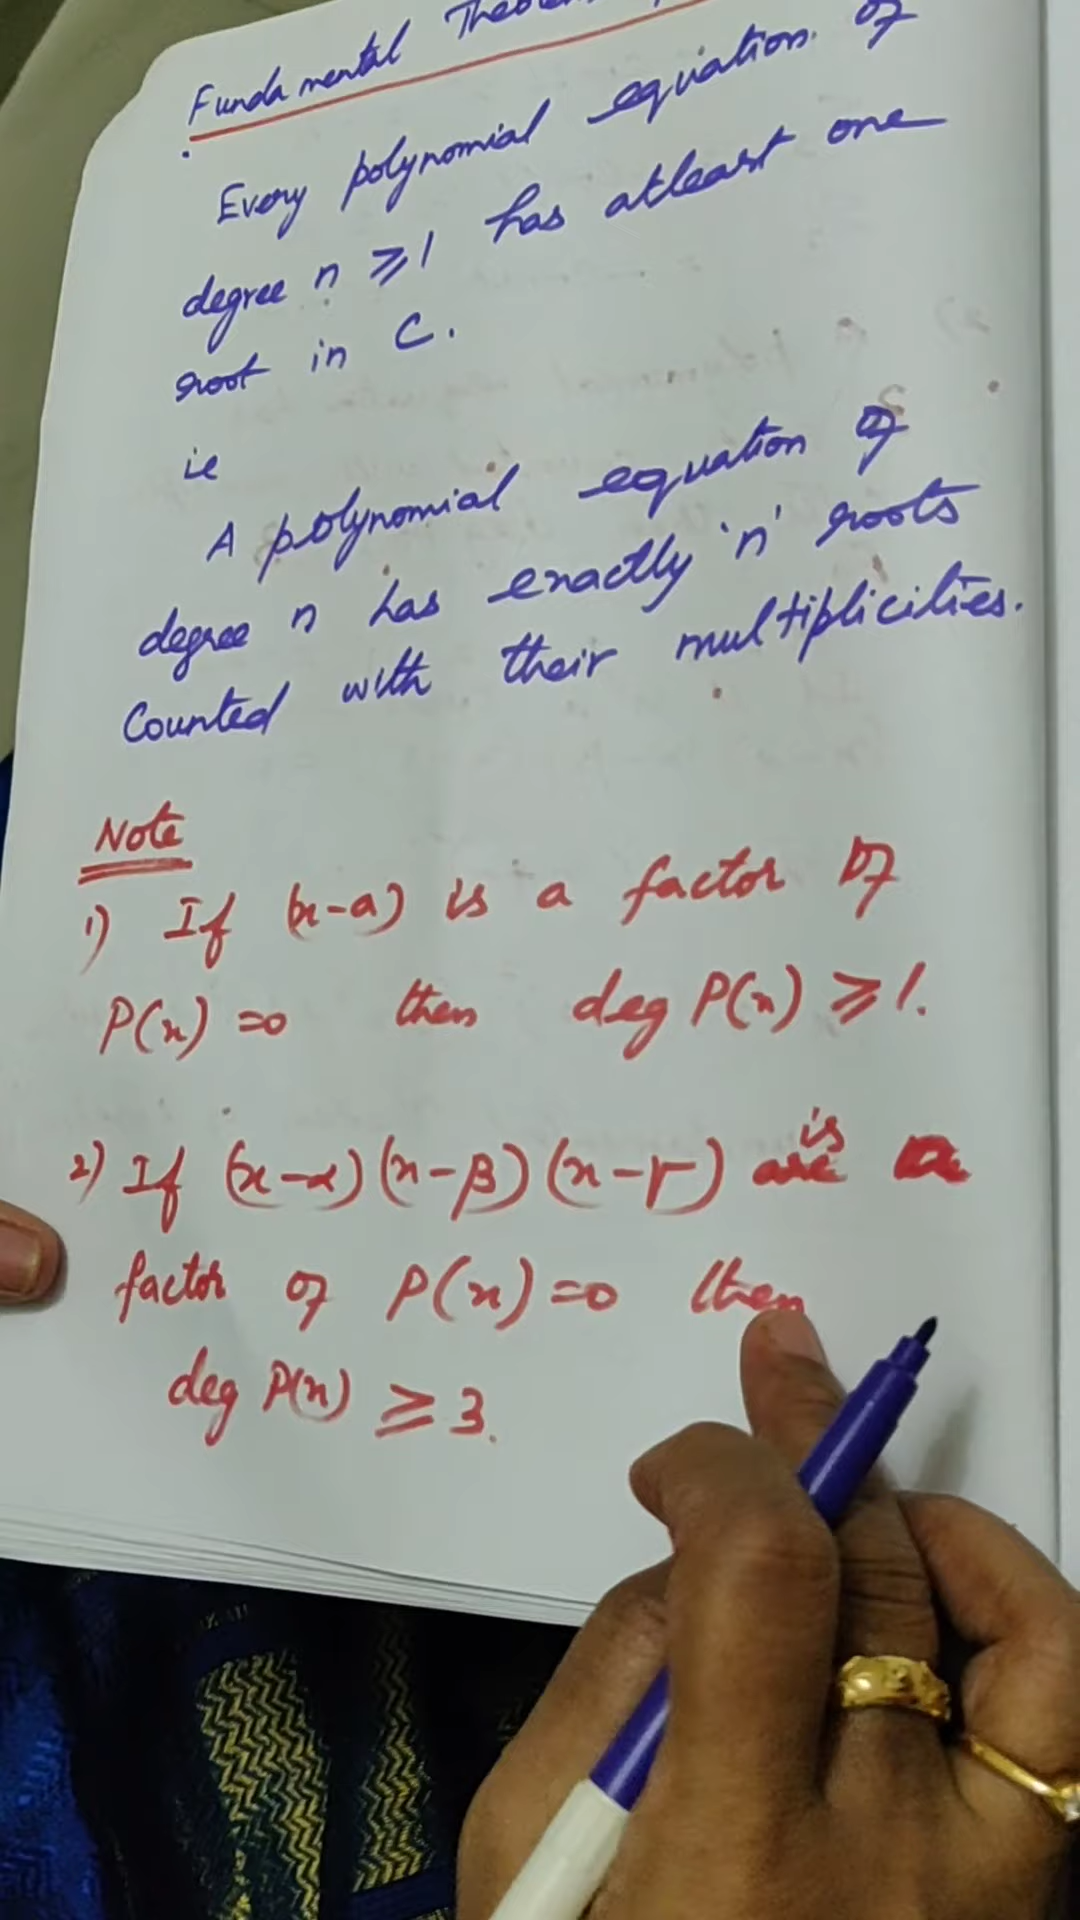 Fundamental Theorem
Every polynomial equation of
degree n ⩾1 has atleast one
root in C.
ie
A polynomial equation of
degree n has exactly 'n' roots
Counted with their multiplicities.
Note
1) If (x-a) is a factor of
P(x) =0 then deg P(x) ⩾1.
2) If (x-α)(x-β)(x-γ) is
factor of P(x)=0 then
deg P(x) ≥ 3.